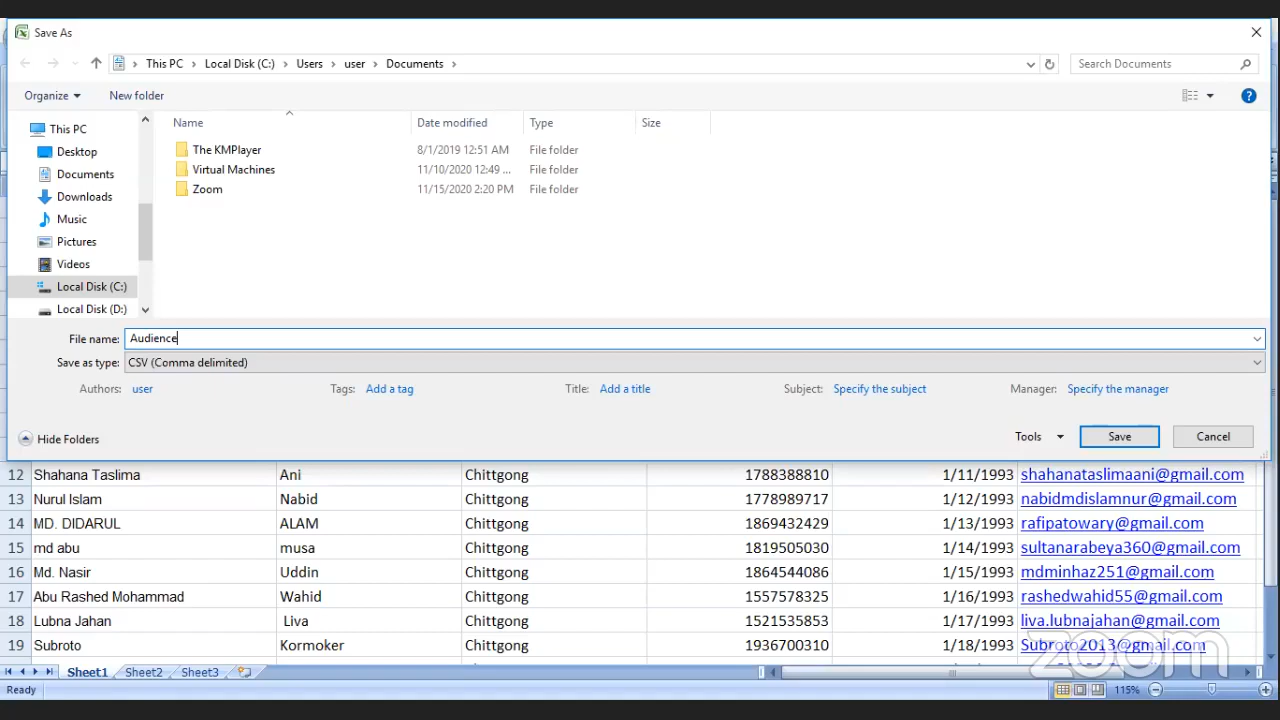 Save As
This PC > Local Disk (C:) > Users > user > Documents >
Search Documents
Organize New folder
Name Date modified Type Size
This PC
Desktop
Documents
Downloads
Music
Pictures
Videos
Local Disk (C:)
Local Disk (D:)
The KMPlayer 8/1/2019 12:51 AM File folder
Virtual Machines 11/10/2020 12:49 ... File folder
Zoom 11/15/2020 2:20 PM File folder
File name: Audience
Save as type: CSV (Comma delimited)
Authors: user Tags: Add a tag Title: Add a title Subject: Specify the subject Manager: Specify the manager
Hide Folders Tools Save Cancel
12 Shahana Taslima Ani Chittgong 1788388810 1/11/1993 shahanataslimaani@gmail.com
13 Nurul Islam Nabid Chittgong 1778989717 1/12/1993 nabidmdislamnur@gmail.com
14 MD. DIDARUL ALAM Chittgong 1869432429 1/13/1993 rafipatowary@gmail.com
15 md abu musa Chittgong 1819505030 1/14/1993 sultanarabeya360@gmail.com
16 Md. Nasir Uddin Chittgong 1864544086 1/15/1993 mdminhaz251@gmail.com
17 Abu Rashed Mohammad Wahid Chittgong 1557578325 1/16/1993 rashedwahid55@gmail.com
18 Lubna Jahan Liva Chittgong 1521535853 1/17/1993 liva.lubnajahan@gmail.com
19 Subroto Kormoker Chittgong 1936700310 1/18/1993 Subroto2013@gmail.com
zoom
Sheet1 Sheet2 Sheet3
Ready 115%